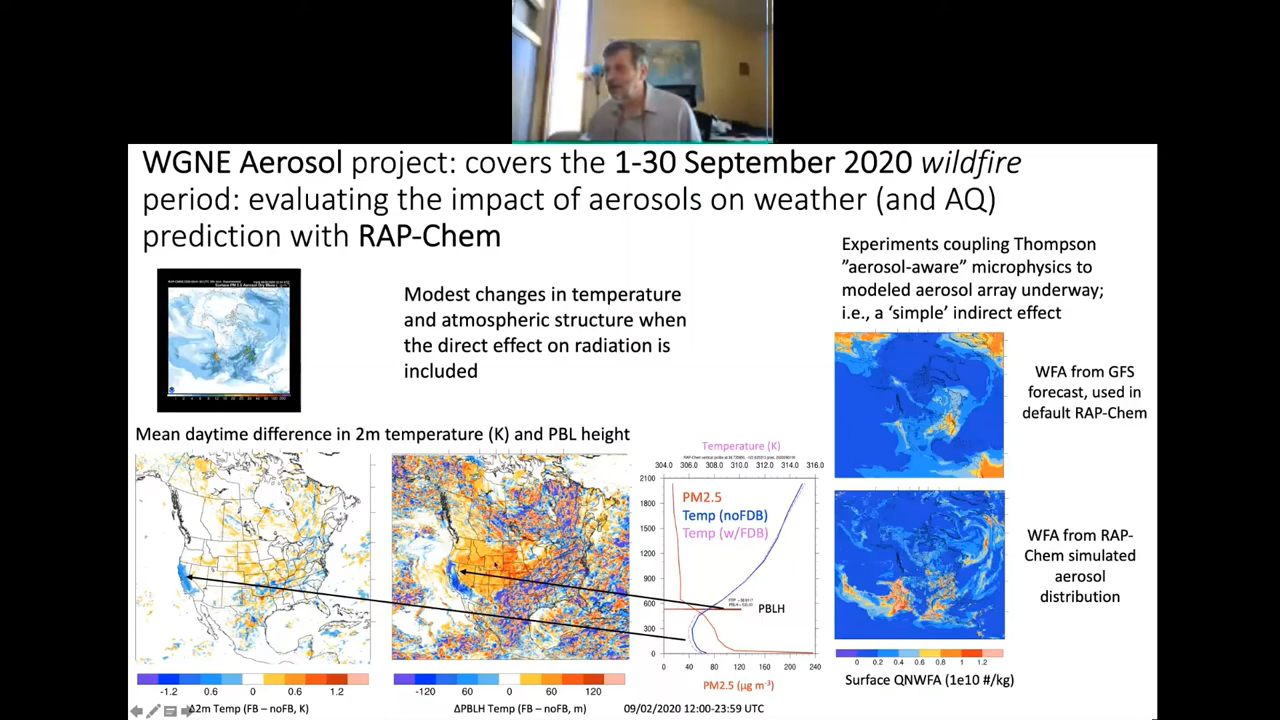 WGNE Aerosol project: covers the 1-30 September 2020 wildfire
period: evaluating the impact of aerosols on weather (and AQ)
prediction with RAP-Chem
Experiments coupling Thompson
”aerosol-aware” microphysics to
modeled aerosol array underway;
i.e., a ‘simple’ indirect effect
Modest changes in temperature
and atmospheric structure when
the direct effect on radiation is
included
WFA from GFS
forecast, used in
default RAP-Chem
Mean daytime difference in 2m temperature (K) and PBL height
Temperature (K)
304.0 306.0 308.0 310.0 312.0 314.0 316.0
2100
1800
1500
1200
900
600
300
0
PM2.5
Temp (noFDB)
Temp (w/FDB)
PBLH
0 40 80 120 160 200 240
PM2.5 (µg m-3)
WFA from RAP-
Chem simulated
aerosol
distribution
0 0.2 0.4 0.6 0.8 1 1.2
Surface QNWFA (1e10 #/kg)
-1.2 0.6 0 0.6 1.2
Δ2m Temp (FB – noFB, K)
-120 60 0 60 120
ΔPBLH Temp (FB – noFB, m)
09/02/2020 12:00-23:59 UTC